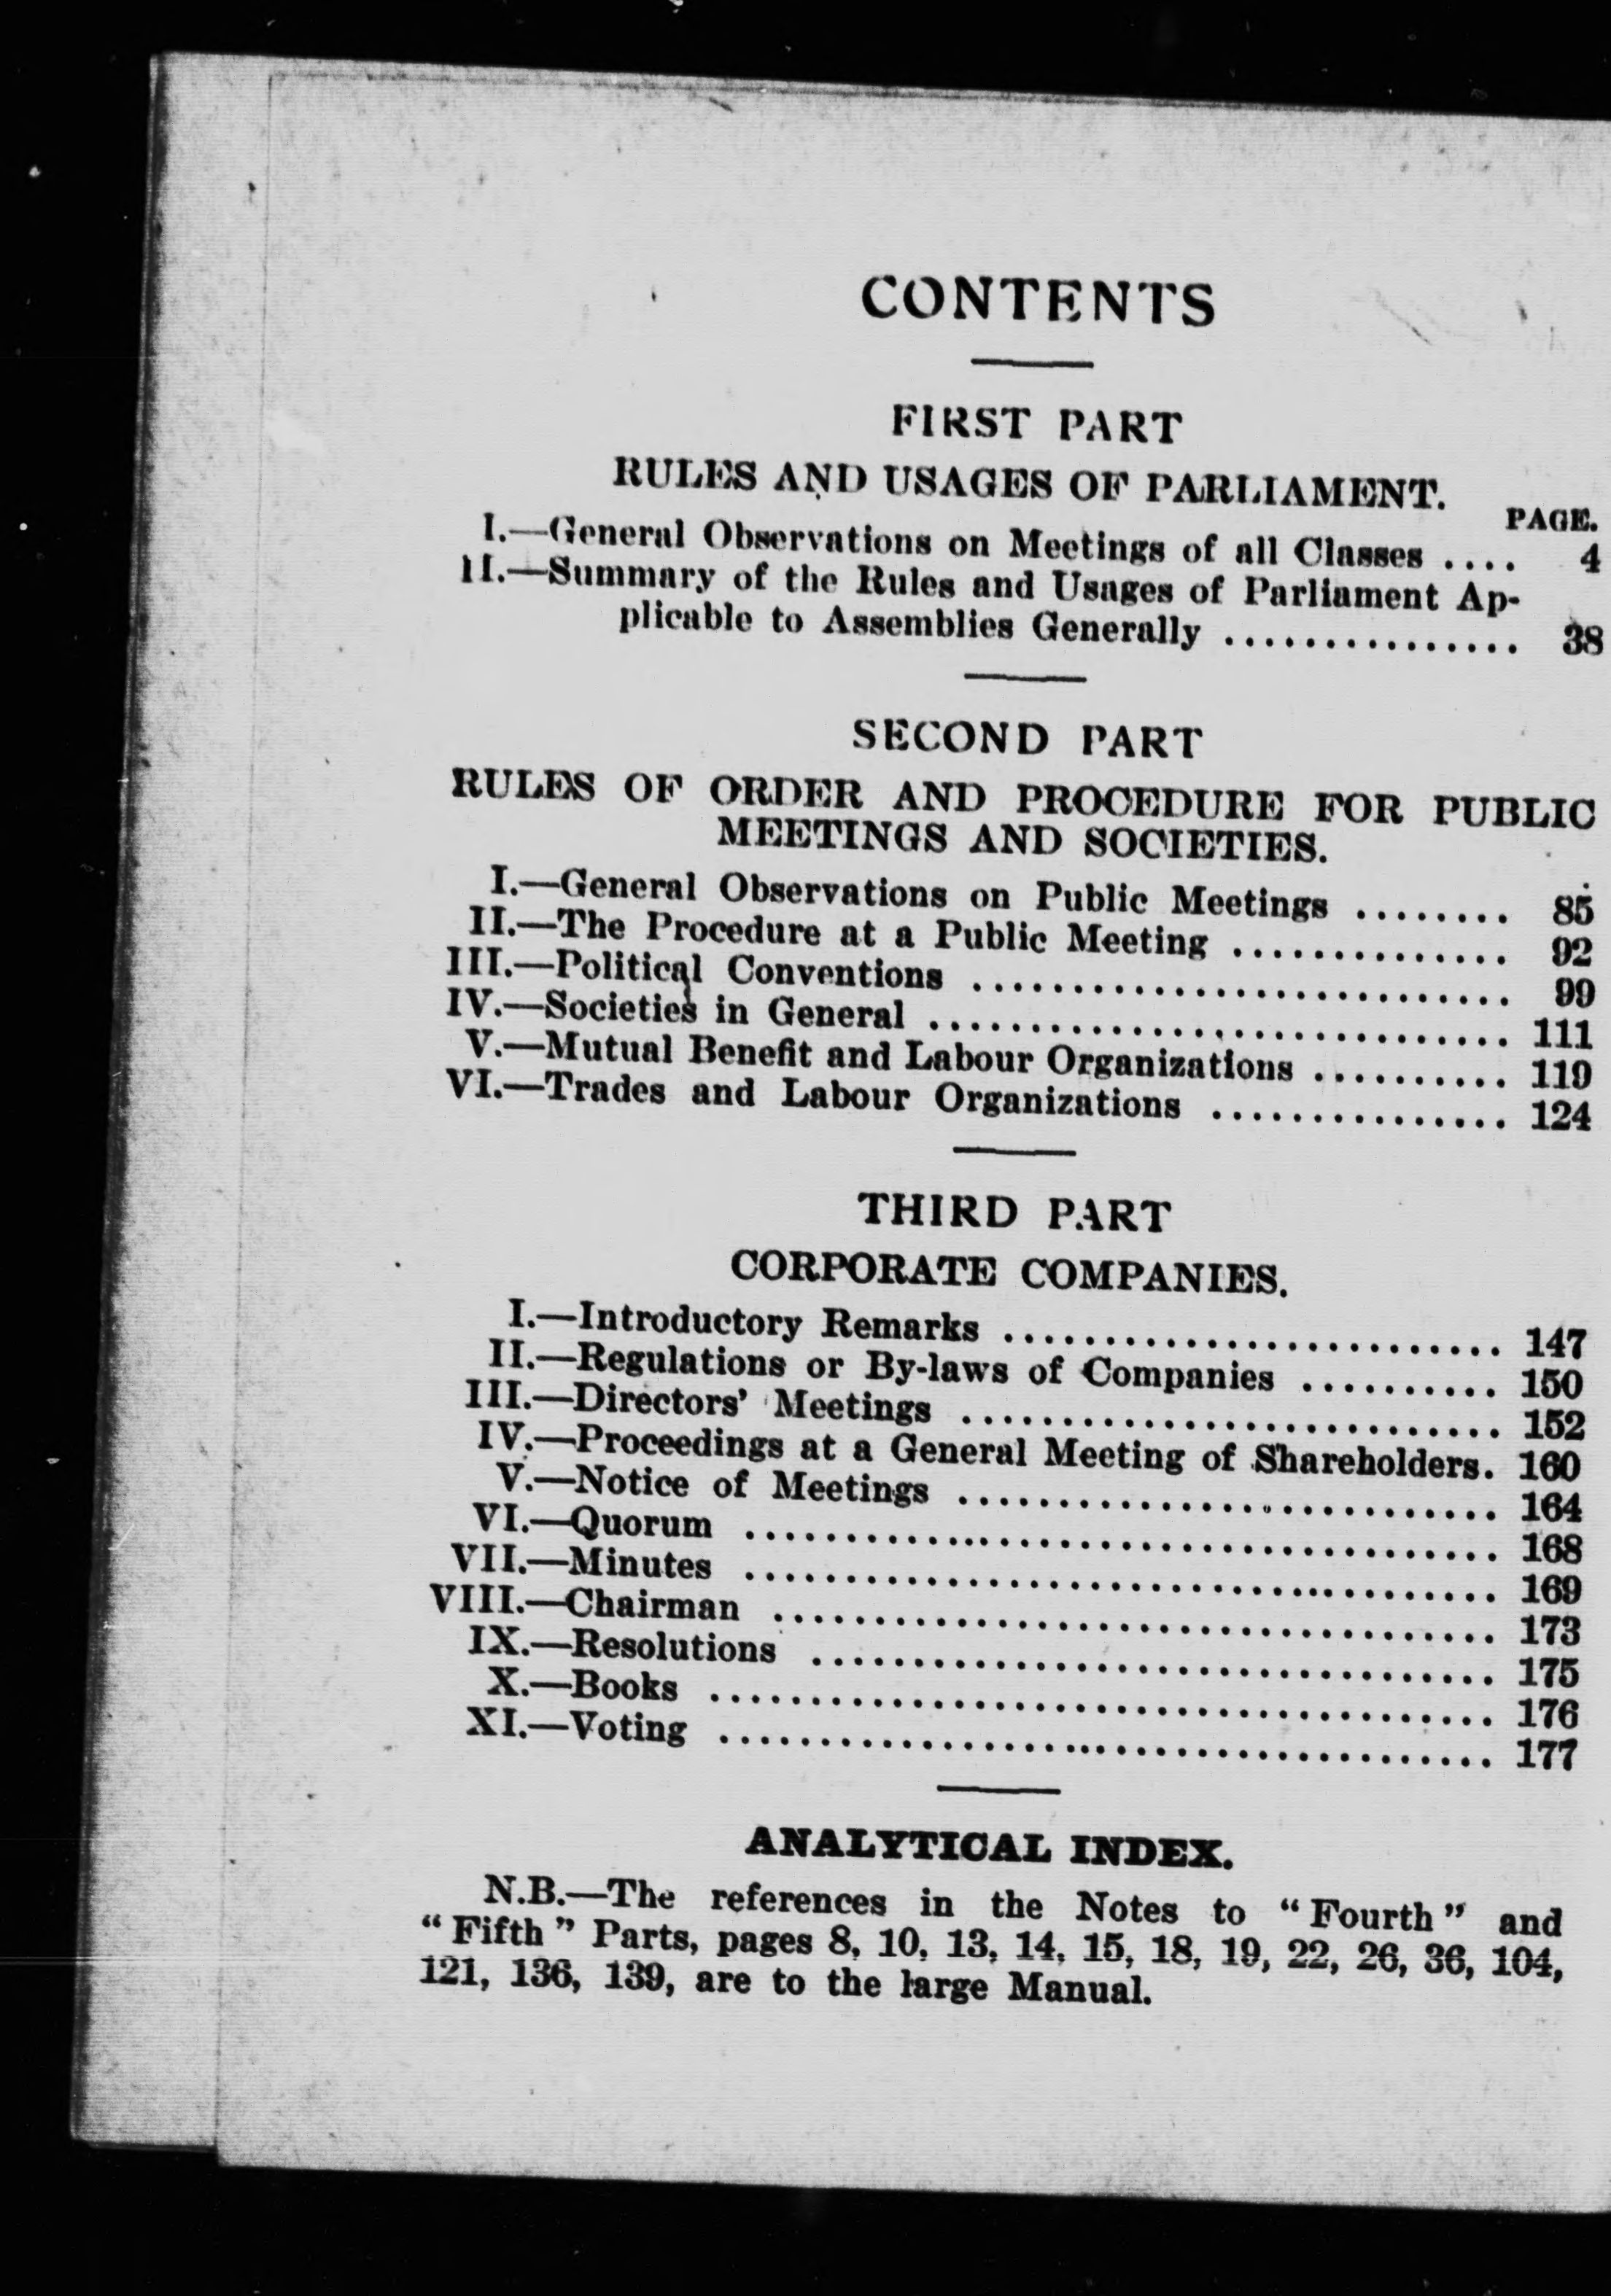 CONTENTS
FIRST PART
RULES AND USAGES OF PARLIAMENT.
PAGE.
I.—General Observations on Meetings of all Classes .... 4
II.—Summary of the Rules and Usages of Parliament Ap-
plicable to Assemblies Generally ............... 38
SECOND PART
RULES OF ORDER AND PROCEDURE FOR PUBLIC
MEETINGS AND SOCIETIES.
I.—General Observations on Public Meetings ........ 85
II.—The Procedure at a Public Meeting .............. 92
III.—Political Conventions ........................... 99
IV.—Societies in General ............................. 111
V.—Mutual Benefit and Labour Organizations .......... 119
VI.—Trades and Labour Organizations ............... 124
THIRD PART
CORPORATE COMPANIES.
I.—Introductory Remarks ......................... 147
II.—Regulations or By-laws of Companies .......... 150
III.—Directors' Meetings ........................... 152
IV.—Proceedings at a General Meeting of Shareholders. 160
V.—Notice of Meetings ........................... 164
VI.—Quorum ...................................... 168
VII.—Minutes ...................................... 169
VIII.—Chairman .................................... 173
IX.—Resolutions .................................. 175
X.—Books ....................................... 176
XI.—Voting ....................................... 177
ANALYTICAL INDEX.
N.B.—The references in the Notes to "Fourth" and
"Fifth" Parts, pages 8, 10, 13, 14, 15, 18, 19, 22, 26, 36, 104,
121, 136, 139, are to the large Manual.